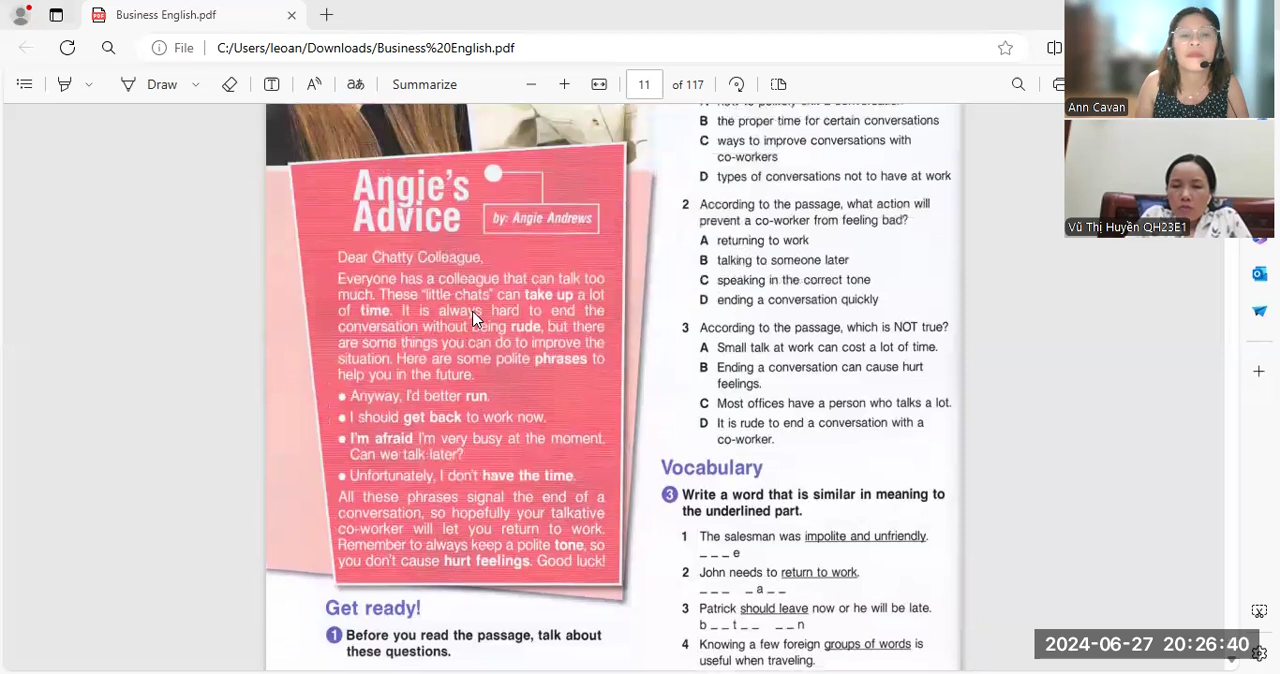 Business English.pdf
File
C:/Users/leoan/Downloads/Business%20English.pdf
Draw
Summarize
11
of 117
Ann Cavan
Vũ Thị Huyền QH23E1
Angie's
Advice
by: Angie Andrews
Dear Chatty Colleague,
Everyone has a colleague that can talk too
much. These "little chats" can take up a lot
of time. It is always hard to end the
conversation without being rude, but there
are some things you can do to improve the
situation. Here are some polite phrases to
help you in the future.
• Anyway, I'd better run.
• I should get back to work now.
• I'm afraid I'm very busy at the moment.
Can we talk later?
• Unfortunately, I don't have the time.
All these phrases signal the end of a
conversation, so hopefully your talkative
co-worker will let you return to work.
Remember to always keep a polite tone, so
you don't cause hurt feelings. Good luck!
Get ready!
1 Before you read the passage, talk about
these questions.
B the proper time for certain conversations
C ways to improve conversations with
co-workers
D types of conversations not to have at work
2 According to the passage, what action will
prevent a co-worker from feeling bad?
A returning to work
B talking to someone later
C speaking in the correct tone
D ending a conversation quickly
3 According to the passage, which is NOT true?
A Small talk at work can cost a lot of time.
B Ending a conversation can cause hurt
feelings.
C Most offices have a person who talks a lot.
D It is rude to end a conversation with a
co-worker.
Vocabulary
3 Write a word that is similar in meaning to
the underlined part.
1 The salesman was impolite and unfriendly.
_ _ _ e
2 John needs to return to work.
_ _ _ _ a _ _
3 Patrick should leave now or he will be late.
b _ _ t _ _ _ _ n
4 Knowing a few foreign groups of words is
useful when traveling.
2024-06-27 20:26:40